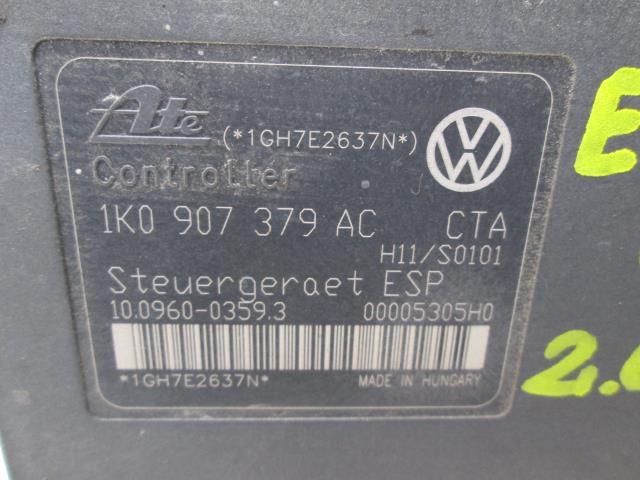 Ate (*1GH7E2637N*)
Controller
1K0 907 379 AC CTA
H11/S0101
Steuergeraet ESP
10.0960-0359.3 00005305H0
*1GH7E2637N* MADE IN HUNGARY
E
2.